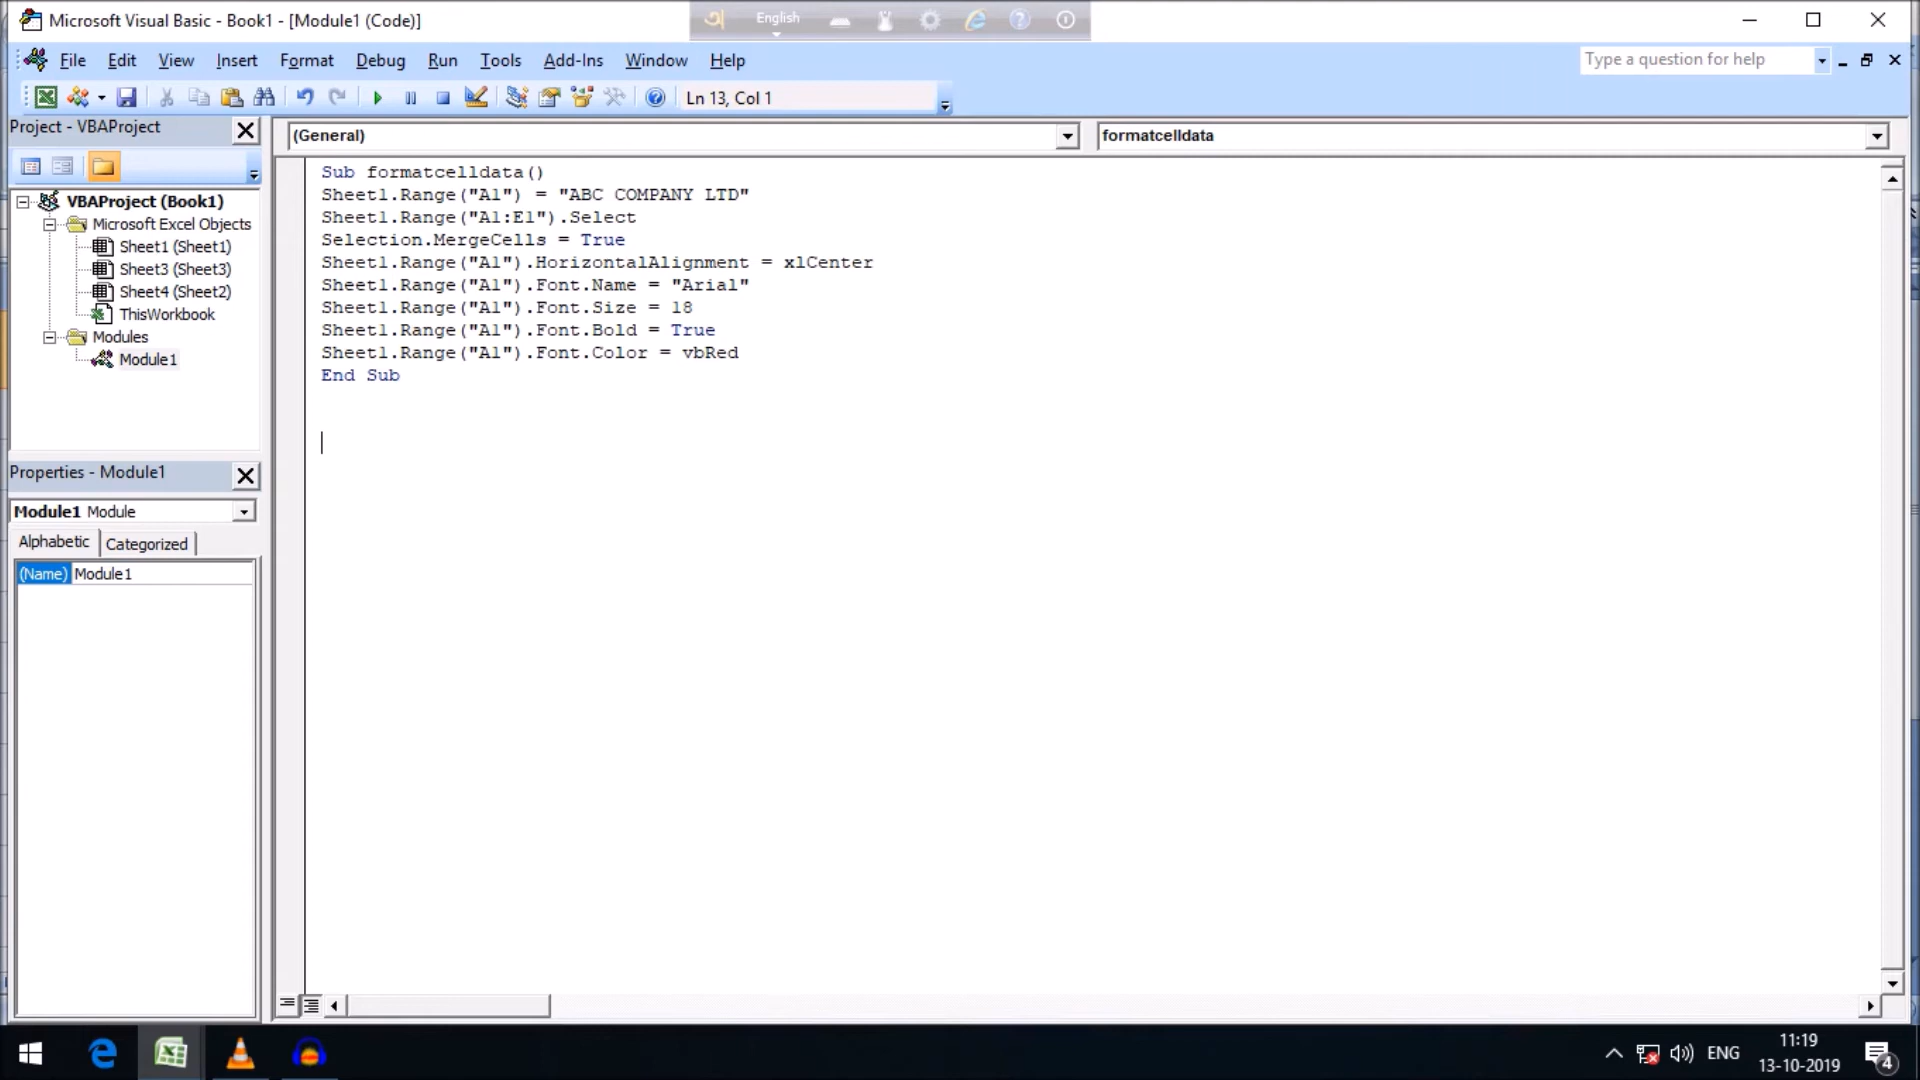 Microsoft Visual Basic - Book1 - [Module1 (Code)]
English
File Edit View Insert Format Debug Run Tools Add-Ins Window Help
Type a question for help
Ln 13, Col 1
Project - VBAProject
(General)
formatcelldata
VBAProject (Book1)
Microsoft Excel Objects
Sheet1 (Sheet1)
Sheet3 (Sheet3)
Sheet4 (Sheet2)
ThisWorkbook
Modules
Module1
Sub formatcelldata()
Sheet1.Range("A1") = "ABC COMPANY LTD"
Sheet1.Range("A1:E1").Select
Selection.MergeCells = True
Sheet1.Range("A1").HorizontalAlignment = xlCenter
Sheet1.Range("A1").Font.Name = "Arial"
Sheet1.Range("A1").Font.Size = 18
Sheet1.Range("A1").Font.Bold = True
Sheet1.Range("A1").Font.Color = vbRed
End Sub
Properties - Module1
Module1 Module
Alphabetic Categorized
(Name) Module1
ENG
11:19
13-10-2019
4